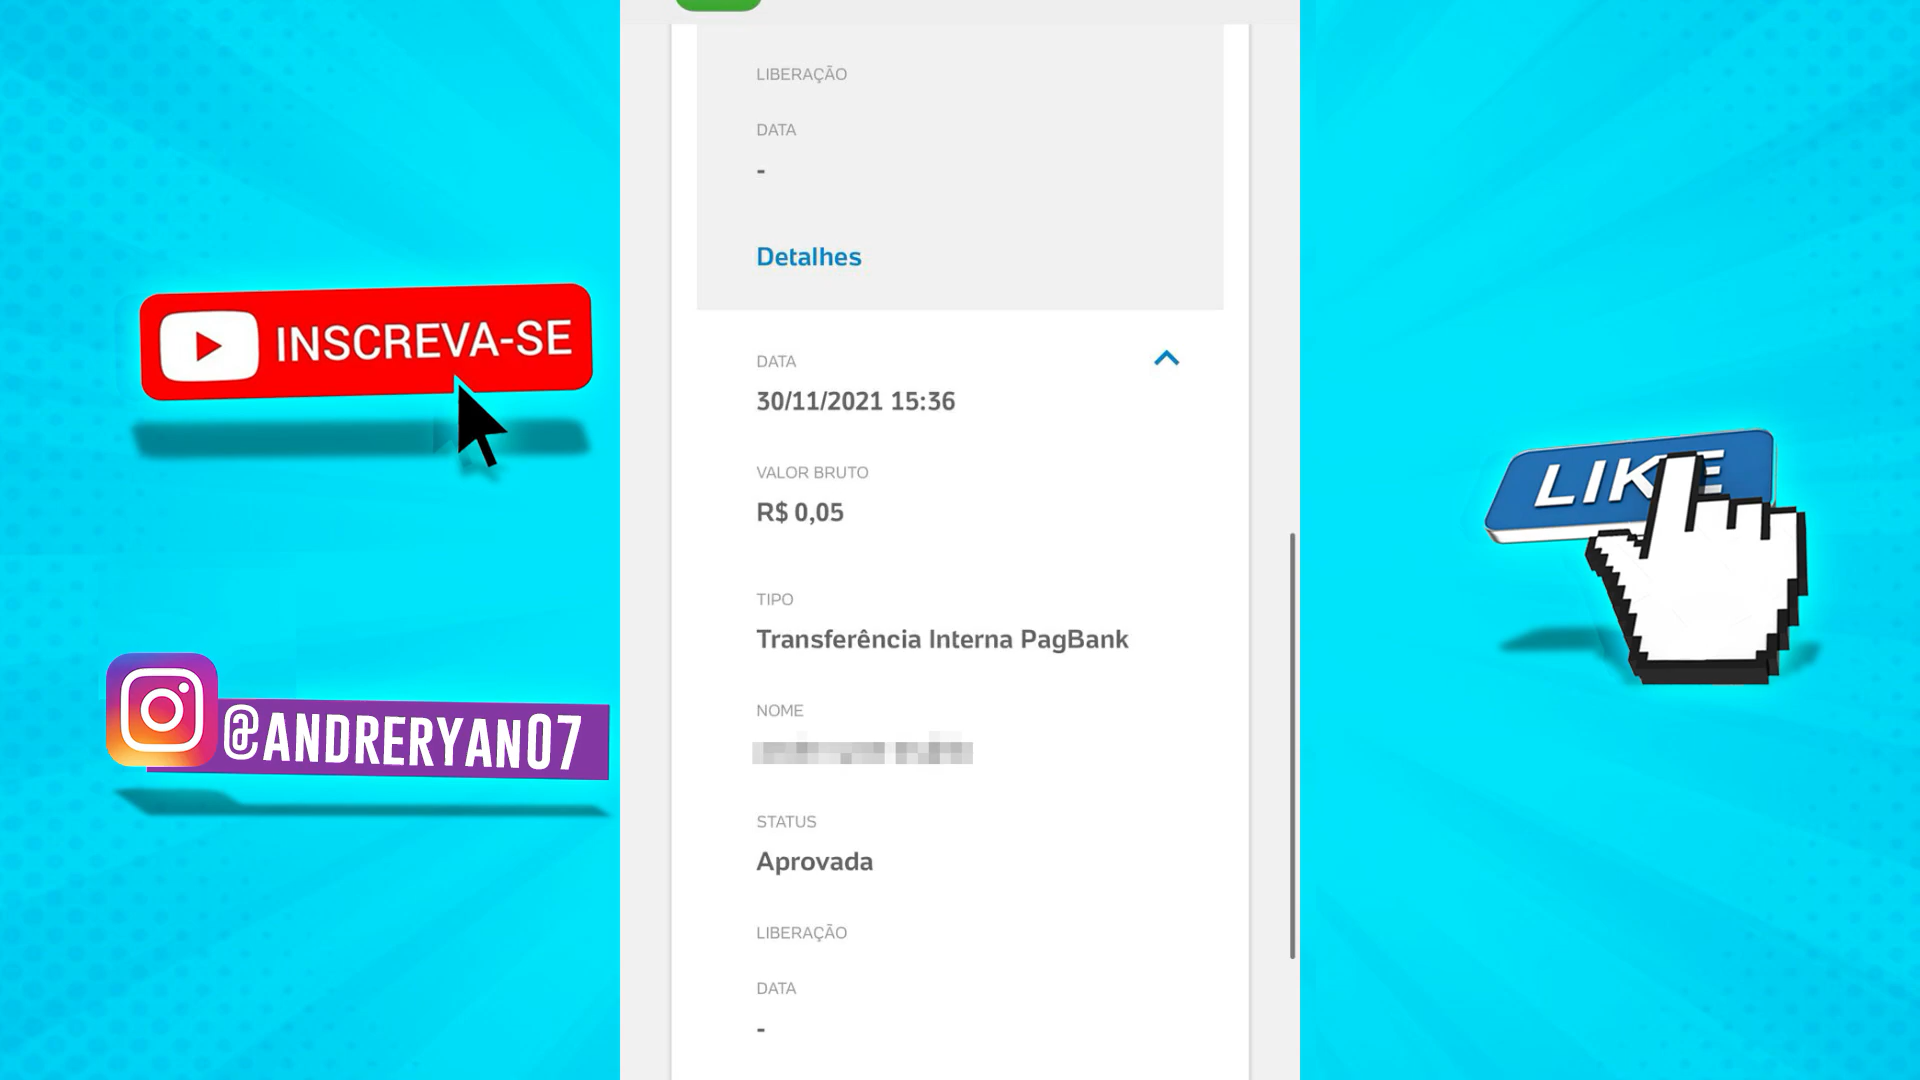 INSCREVA-SE
@ANDRERYAN07
LIBERAÇÃO
DATA
-
Detalhes
DATA
30/11/2021 15:36
VALOR BRUTO
R$ 0,05
TIPO
Transferência Interna PagBank
NOME
STATUS
Aprovada
LIBERAÇÃO
DATA
-
LIKE